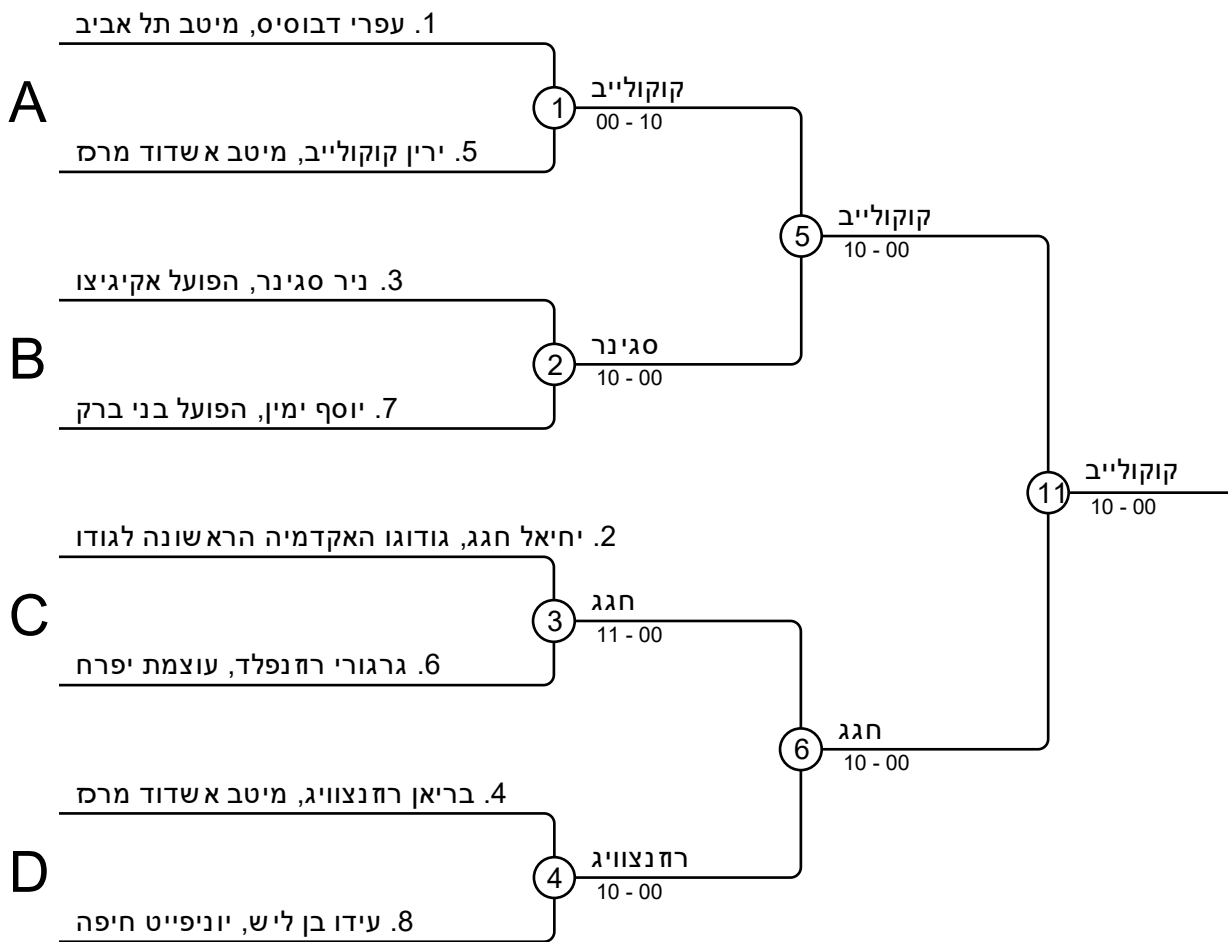 1. עפרי דבוסיס, מיטב תל אביב
A
1
קוקולייב
00 - 10
5. ירין קוקולייב, מיטב אשדוד מרכז
5
קוקולייב
10 - 00
3. ניר סגינר, הפועל אקיגיצו
B
2
סגינר
10 - 00
7. יוסף ימין, הפועל בני ברק
11
קוקולייב
10 - 00
2. יחיאל חגג, גודוגו האקדמיה הראשונה לגודו
C
3
חגג
11 - 00
6. גרגורי רוזנפלד, עוצמת יפרח
6
חגג
10 - 00
4. בריאן רוזנצוויג, מיטב אשדוד מרכז
D
4
רוזנצוויג
10 - 00
8. עידו בן ליש, יוניפייט חיפה